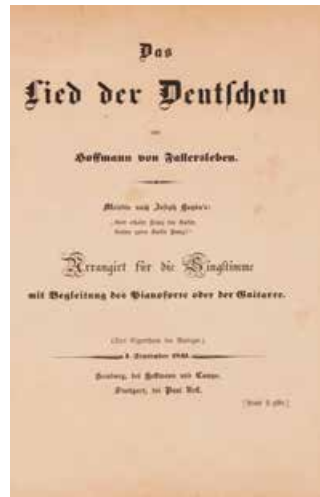 Das
Lied der Deutschen
von
Hoffmann von Fallersleben.
Melodie nach Joseph Haydn's:
„Gott erhalte Franz den Kaiser,
Unsern guten Kaiser Franz!“
Arrangirt für die Singstimme
mit Begleitung des Pianoforte oder der Guitarre.
(Text Eigenthum der Verleger.)
1. September 1841.
Hamburg, bei Hoffmann und Campe.
Stuttgart, bei Paul Neff.